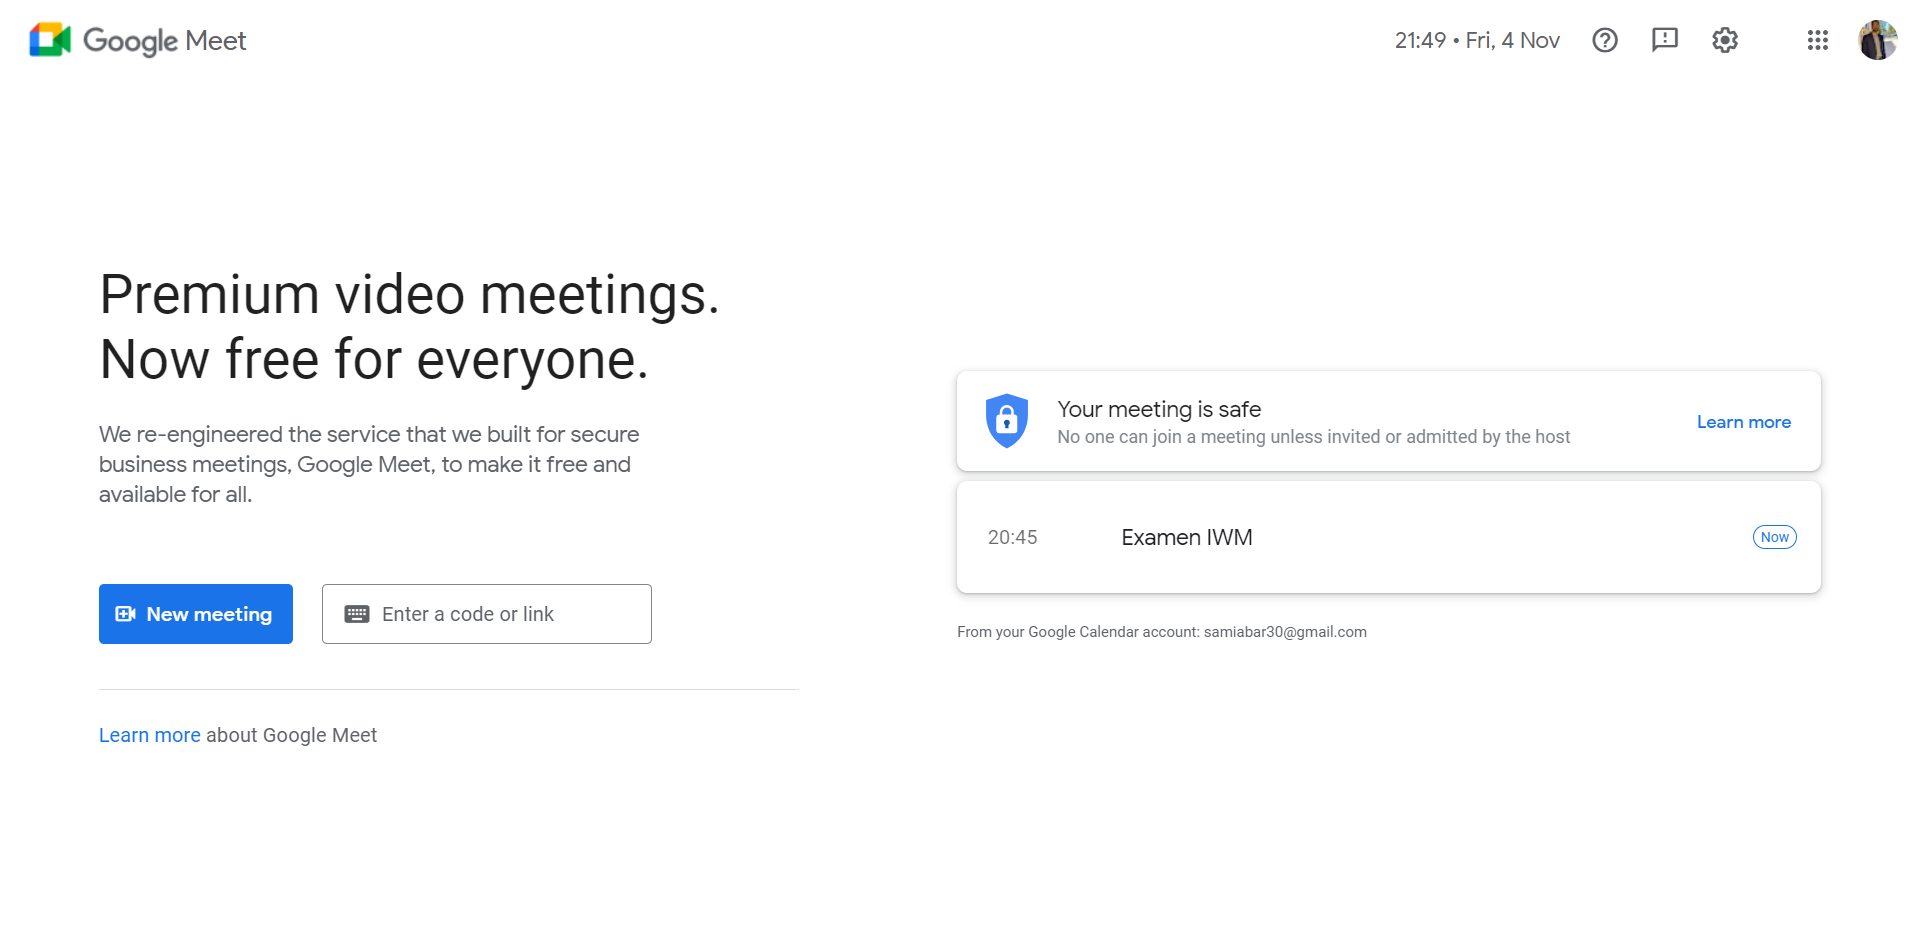 Google Meet
21:49 • Fri, 4 Nov
Premium video meetings.
Now free for everyone.
We re-engineered the service that we built for secure
business meetings, Google Meet, to make it free and
available for all.
New meeting
Enter a code or link
Learn more about Google Meet
Your meeting is safe
No one can join a meeting unless invited or admitted by the host
Learn more
20:45
Examen IWM
Now
From your Google Calendar account: samiabar30@gmail.com